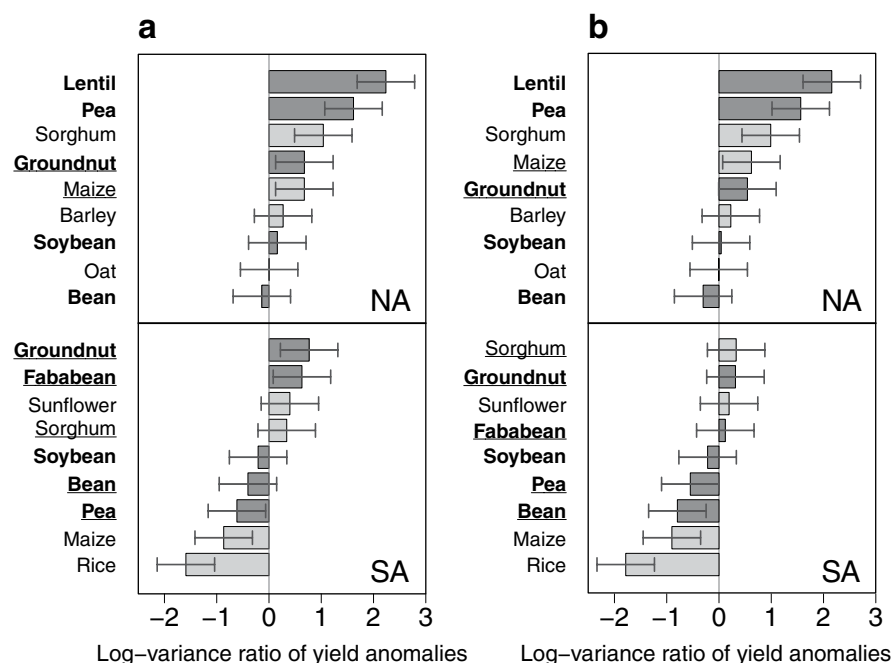 a
Lentil
Pea
Sorghum
Groundnut
Maize
Barley
Soybean
Oat
Bean
NA
Groundnut
Fababean
Sunflower
Sorghum
Soybean
Bean
Pea
Maize
Rice
SA
−2 −1 0 1 2 3
Log−variance ratio of yield anomalies
b
Lentil
Pea
Sorghum
Maize
Groundnut
Barley
Soybean
Oat
Bean
NA
Sorghum
Groundnut
Sunflower
Fababean
Soybean
Pea
Bean
Maize
Rice
SA
−2 −1 0 1 2 3
Log−variance ratio of yield anomalies